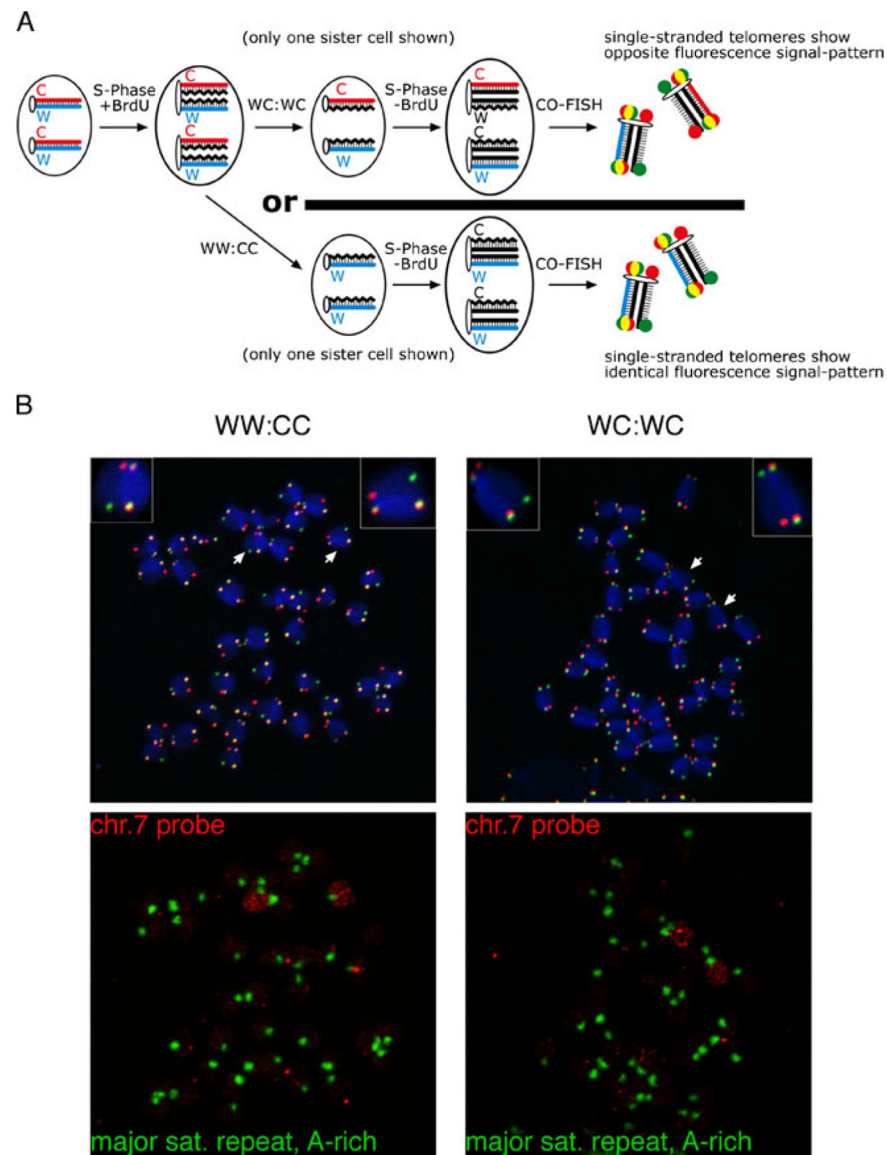 A
(only one sister cell shown)
single-stranded telomeres show
opposite fluorescence signal-pattern
C
W
C
W
S-Phase
+BrdU
C
W
C
W
WC:WC
C
W
S-Phase
-BrdU
C
W
C
W
CO-FISH
or
WW:CC
W
W
S-Phase
-BrdU
C
W
C
W
CO-FISH
(only one sister cell shown)
single-stranded telomeres show
identical fluorescence signal-pattern
B
WW:CC
WC:WC
chr.7 probe
chr.7 probe
major sat. repeat, A-rich
major sat. repeat, A-rich